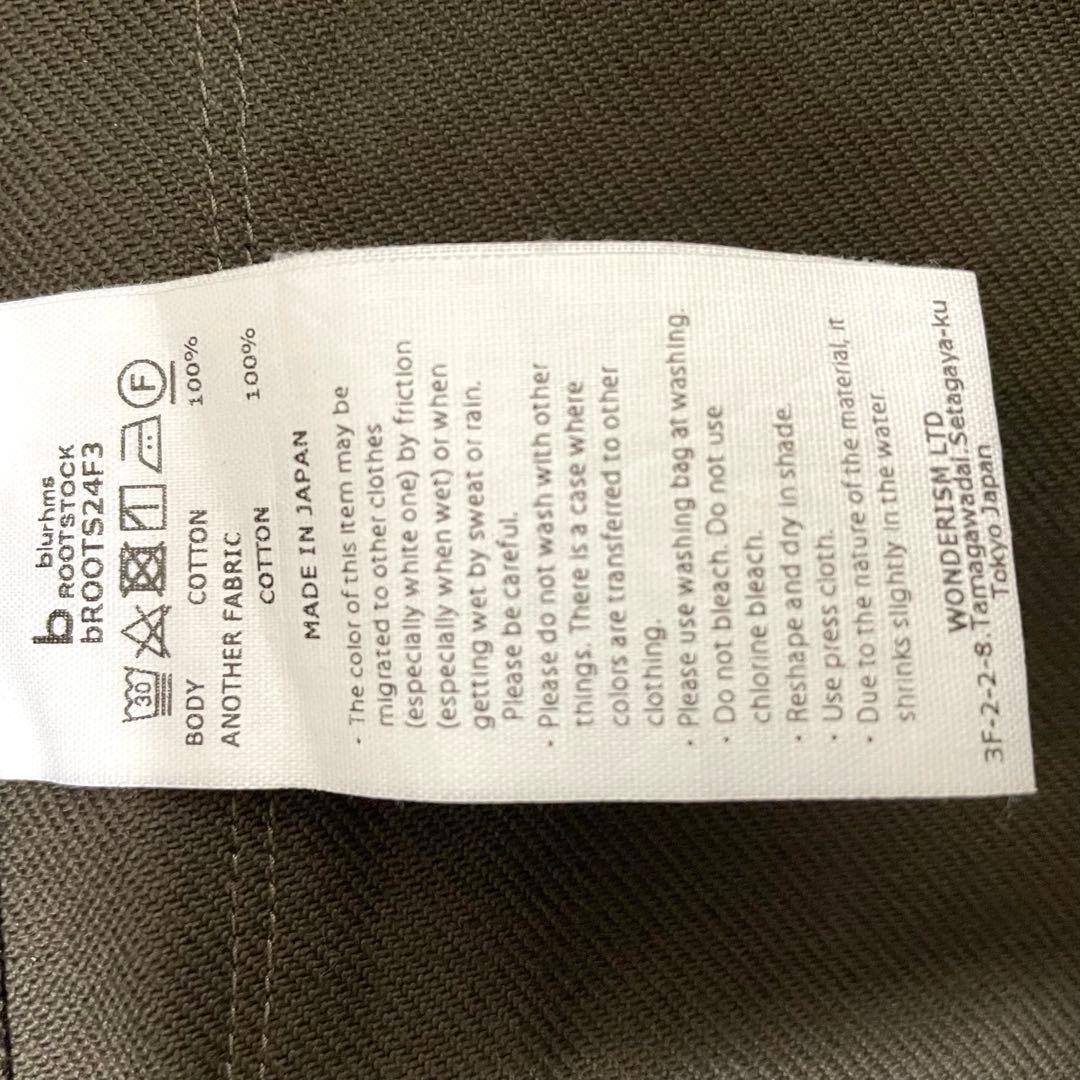 b blurhms
ROOTSTOCK
bROOTS24F3
30 F
BODY COTTON 100%
ANOTHER FABRIC
COTTON 100%
MADE IN JAPAN
・The color of this item may be
migrated to other clothes
(especially white one) by friction
(especially when wet) or when
getting wet by sweat or rain.
Please be careful.
・Please do not wash with other
things. There is a case where
colors are transferred to other
clothing.
・Please use washing bag at washing.
・Do not bleach. Do not use
chlorine bleach.
・Reshape and dry in shade.
・Use press cloth.
・Due to the nature of the material, it
shrinks slightly in the water.
WONDERISM LTD
3F-2-2-8.Tamagawadai.Setagaya-ku
Tokyo Japan